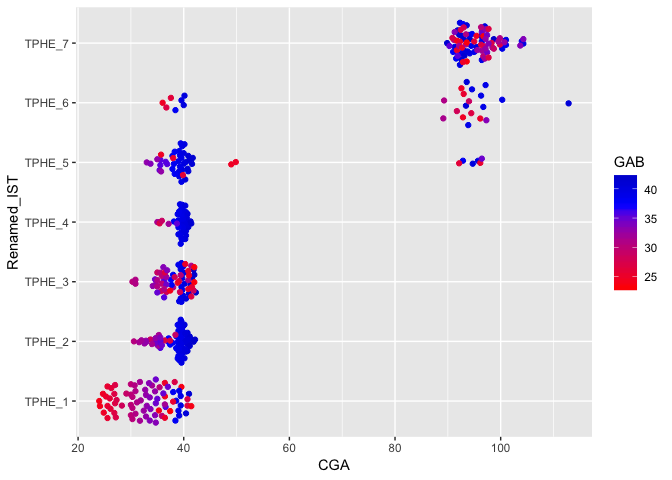 TPHE_7
TPHE_6
TPHE_5
TPHE_4
TPHE_3
TPHE_2
TPHE_1
Renamed_IST
20
40
60
80
100
CGA
GAB
40
35
30
25